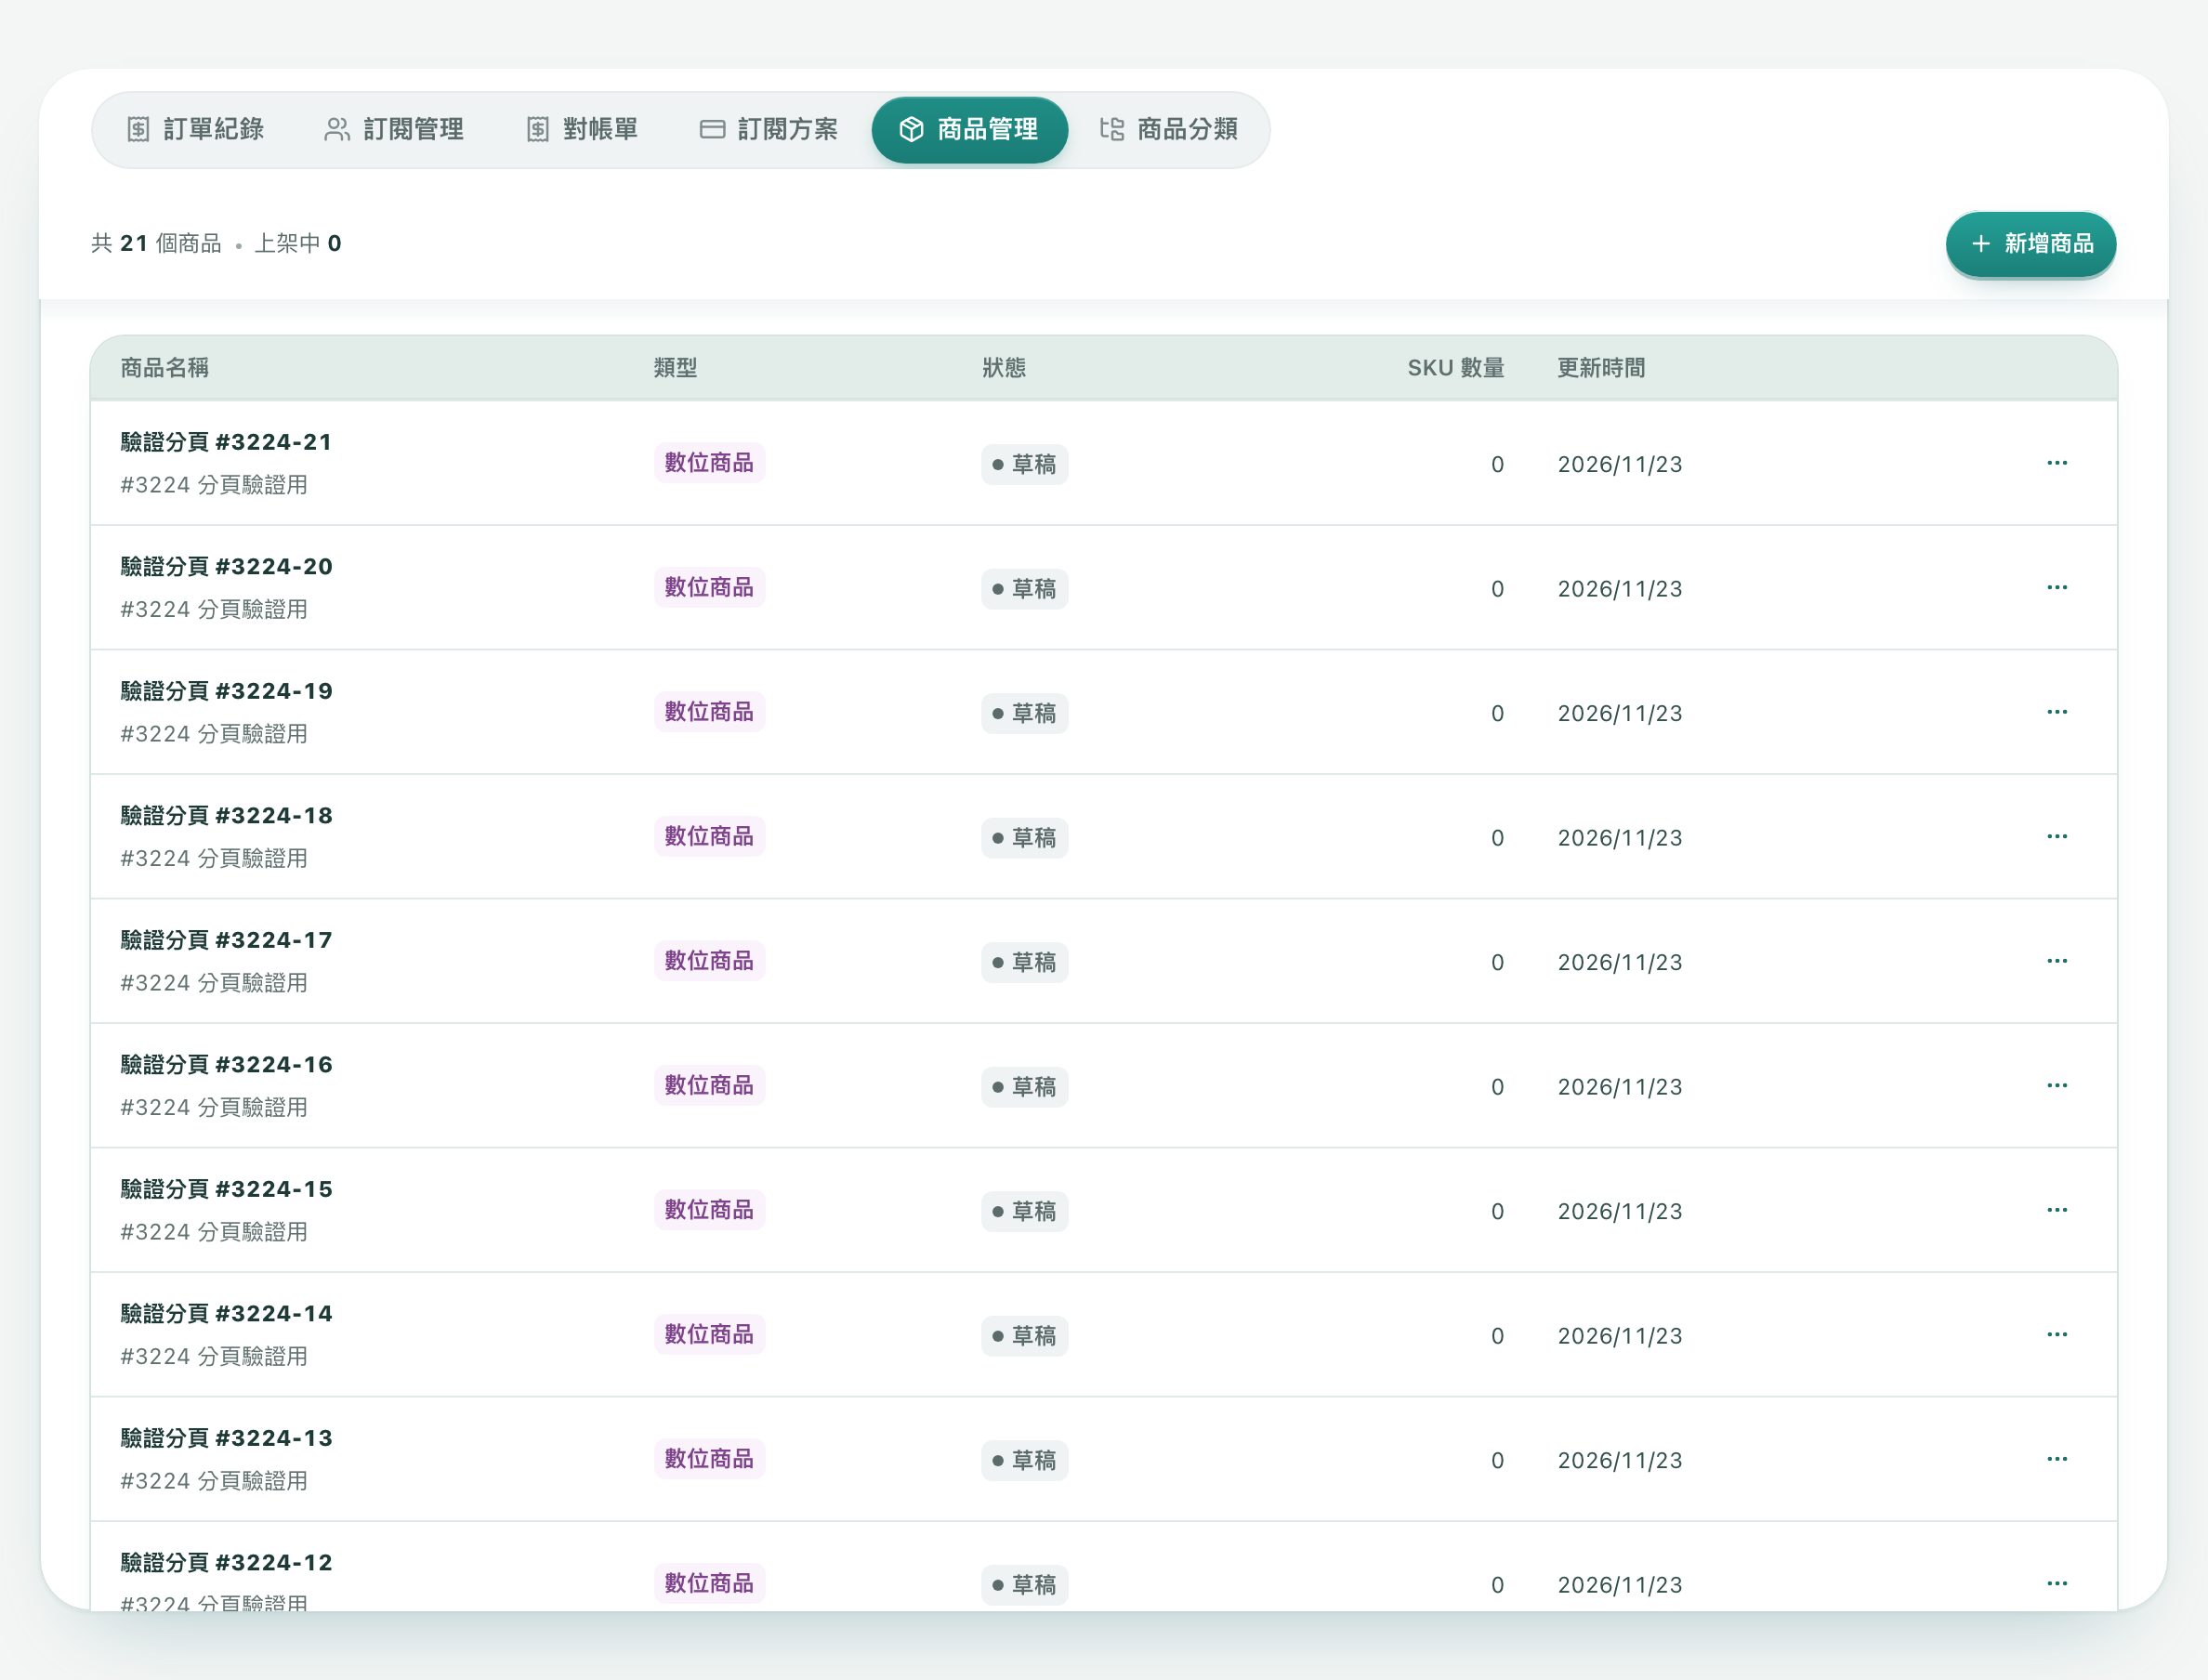 訂單紀錄 訂閱管理 對帳單 訂閱方案 商品管理 商品分類
共 21 個商品 • 上架中 0
+ 新增商品
商品名稱 類型 狀態 SKU 數量 更新時間
驗證分頁 #3224-21
#3224 分頁驗證用
數位商品 草稿 0 2026/11/23
驗證分頁 #3224-20
#3224 分頁驗證用
數位商品 草稿 0 2026/11/23
驗證分頁 #3224-19
#3224 分頁驗證用
數位商品 草稿 0 2026/11/23
驗證分頁 #3224-18
#3224 分頁驗證用
數位商品 草稿 0 2026/11/23
驗證分頁 #3224-17
#3224 分頁驗證用
數位商品 草稿 0 2026/11/23
驗證分頁 #3224-16
#3224 分頁驗證用
數位商品 草稿 0 2026/11/23
驗證分頁 #3224-15
#3224 分頁驗證用
數位商品 草稿 0 2026/11/23
驗證分頁 #3224-14
#3224 分頁驗證用
數位商品 草稿 0 2026/11/23
驗證分頁 #3224-13
#3224 分頁驗證用
數位商品 草稿 0 2026/11/23
驗證分頁 #3224-12
#3224 分頁驗證用
數位商品 草稿 0 2026/11/23